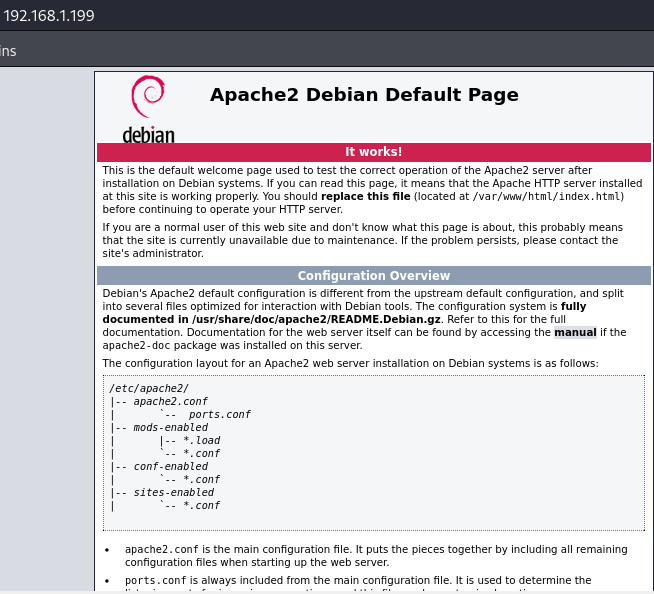 192.168.1.199
ins
Apache2 Debian Default Page
debian
It works!
This is the default welcome page used to test the correct operation of the Apache2 server after
installation on Debian systems. If you can read this page, it means that the Apache HTTP server installed
at this site is working properly. You should replace this file (located at /var/www/html/index.html)
before continuing to operate your HTTP server.
If you are a normal user of this web site and don't know what this page is about, this probably means
that the site is currently unavailable due to maintenance. If the problem persists, please contact the
site's administrator.
Configuration Overview
Debian's Apache2 default configuration is different from the upstream default configuration, and split
into several files optimized for interaction with Debian tools. The configuration system is fully
documented in /usr/share/doc/apache2/README.Debian.gz. Refer to this for the full
documentation. Documentation for the web server itself can be found by accessing the manual if the
apache2-doc package was installed on this server.
The configuration layout for an Apache2 web server installation on Debian systems is as follows:
/etc/apache2/
|-- apache2.conf
|       `--  ports.conf
|-- mods-enabled
|       |-- *.load
|       `-- *.conf
|-- conf-enabled
|       `-- *.conf
|-- sites-enabled
|       `-- *.conf
• apache2.conf is the main configuration file. It puts the pieces together by including all remaining
configuration files when starting up the web server.
• ports.conf is always included from the main configuration file. It is used to determine the